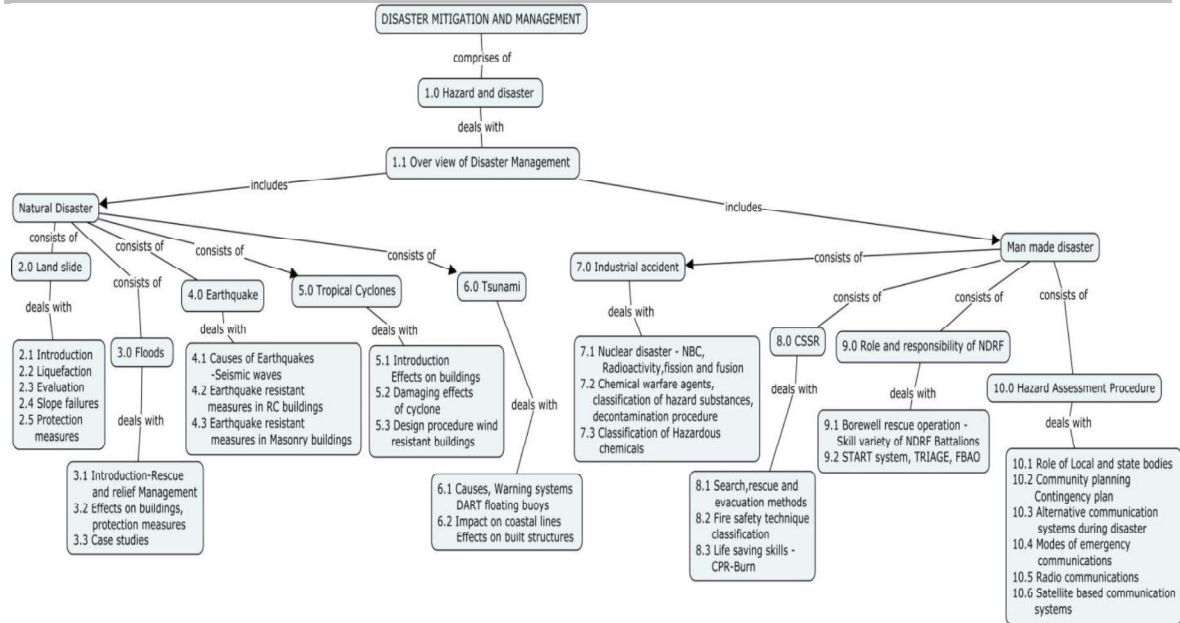 DISASTER MITIGATION AND MANAGEMENT
comprises of
1.0 Hazard and disaster
deals with
1.1 Over view of Disaster Management
includes
includes
Natural Disaster
Man made disaster
consists of
consists of
consists of
consists of
consists of
2.0 Land slide
4.0 Earthquake
5.0 Tropical Cyclones
6.0 Tsunami
consists of
7.0 Industrial accident
consists of
consists of
consists of
deals with
3.0 Floods
deals with
deals with
deals with
deals with
8.0 CSSR
9.0 Role and responsibility of NDRF
10.0 Hazard Assessment Procedure
2.1 Introduction
2.2 Liquefaction
2.3 Evaluation
2.4 Slope failures
2.5 Protection
measures
deals with
3.1 Introduction-Rescue
and relief Management
3.2 Effects on buildings,
protection measures
3.3 Case studies
4.1 Causes of Earthquakes
-Seismic waves
4.2 Earthquake resistant
measures in RC buildings
4.3 Earthquake resistant
measures in Masonry buildings
5.1 Introduction
Effects on buildings
5.2 Damaging effects
of cyclone
5.3 Design procedure wind
resistant buildings
6.1 Causes, Warning systems
DART floating buoys
6.2 Impact on coastal lines
Effects on built structures
7.1 Nuclear disaster - NBC,
Radioactivity,fission and fusion
7.2 Chemical warfare agents,
classification of hazard substances,
decontamination procedure
7.3 Classification of Hazardous
chemicals
deals with
8.1 Search,rescue and
evacuation methods
8.2 Fire safety technique
classification
8.3 Life saving skills -
CPR-Burn
deals with
9.1 Borewell rescue operation -
Skill variety of NDRF Battalions
9.2 START system, TRIAGE, FBAO
deals with
10.1 Role of Local and state bodies
10.2 Community planning
Contingency plan
10.3 Alternative communication
systems during disaster
10.4 Modes of emergency
communications
10.5 Radio communications
10.6 Satellite based communication
systems